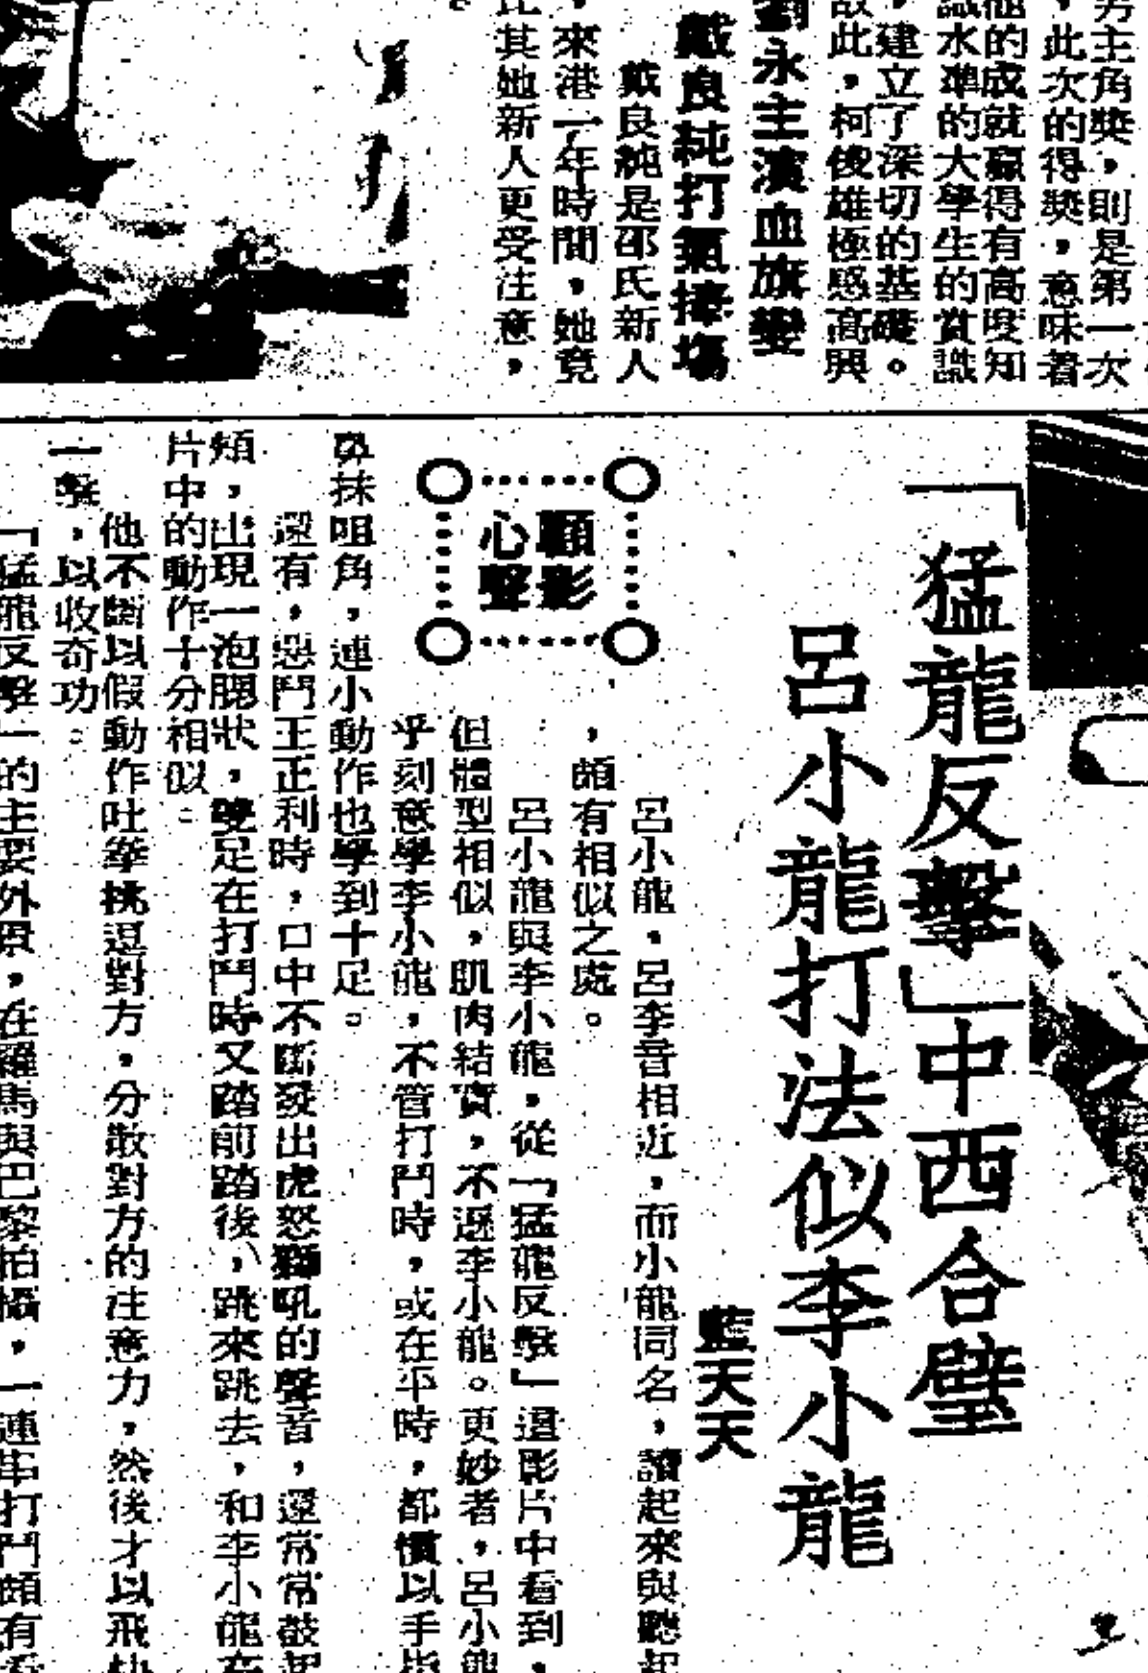 男主角獎，則是第一次
，此次的得獎，意味着
他的成就贏得有高度知
識水準的大學生的賞識
，建立了深切的基礎。
故此，柯俊雄極感高興
劉永主演血旗變
戴良純打氣捧場
戴良純是邵氏新人
，來港一年時間，她竟
比其她新人更受注意，
「猛龍反擊」中西合璧
呂小龍打法似李小龍
藍天天
顧影
心聲
呂小龍，呂李音相近，而小龍同名，讀起來與聽起
，頗有相似之處。
呂小龍與李小龍，從「猛龍反擊」這影片中看到，
但體型相似，肌肉結實，不遜李小龍。更妙者，呂小龍
乎刻意學李小龍，不管打鬥時，或在平時，都慣以手指
鼻抹咀角，連小動作也學到十足。
還有，惡鬥王正利時，口中不斷發出虎怒獅吼的聲音，還常常鼓起
頰，出現一泡腮狀，雙足在打鬥時又踏前踏後，跳來跳去，和李小龍在
片中的動作十分相似。
他不斷以假動作吐拳挑逗對方，分散對方的注意力，然後才以飛快
一擊，以收奇功。
「猛龍反擊」的主要外景，在羅馬與巴黎拍攝，一連串打鬥頗有看